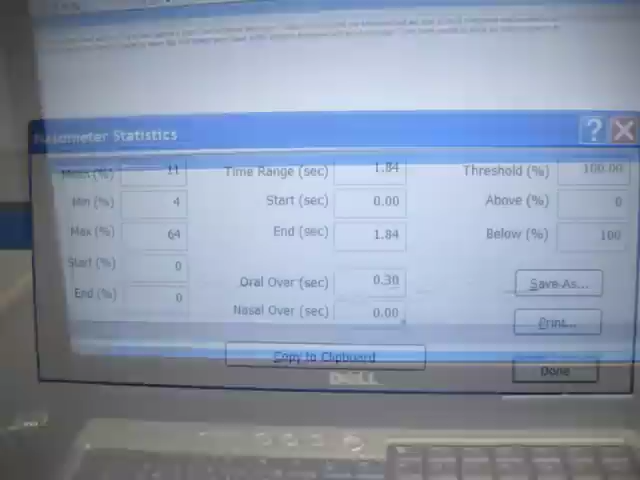 Statistics
Mean (%) 11 Time Range (sec) 1.84 Threshold (%) 100.00
Min (%) 4 Start (sec) 0.00 Above (%) 0
Max (%) 64 End (sec) 1.84 Below (%) 100
Start (%) 0 Oral Over (sec) 0.30 Save As...
End (%) 0 Nasal Over (sec) 0.00 Print...
Copy to Clipboard Done
DELL